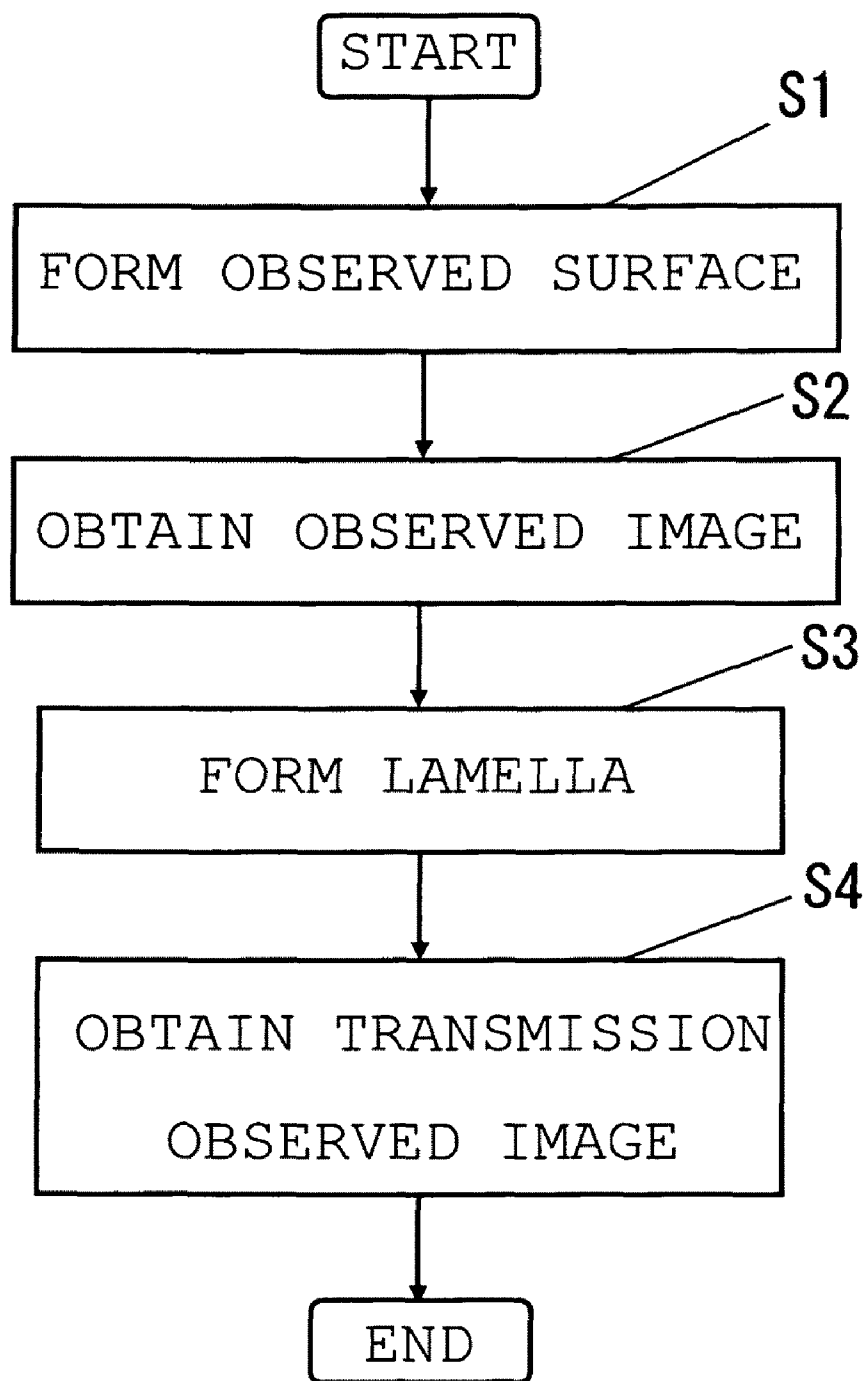 START
S1
FORM OBSERVED SURFACE
S2
OBTAIN OBSERVED IMAGE
S3
FORM LAMELLA
S4
OBTAIN TRANSMISSION
OBSERVED IMAGE
END